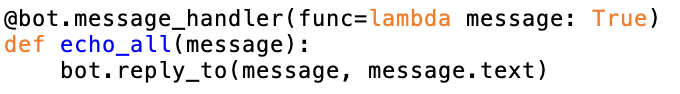 @bot.message_handler(func=lambda message: True)
def echo_all(message):
    bot.reply_to(message, message.text)